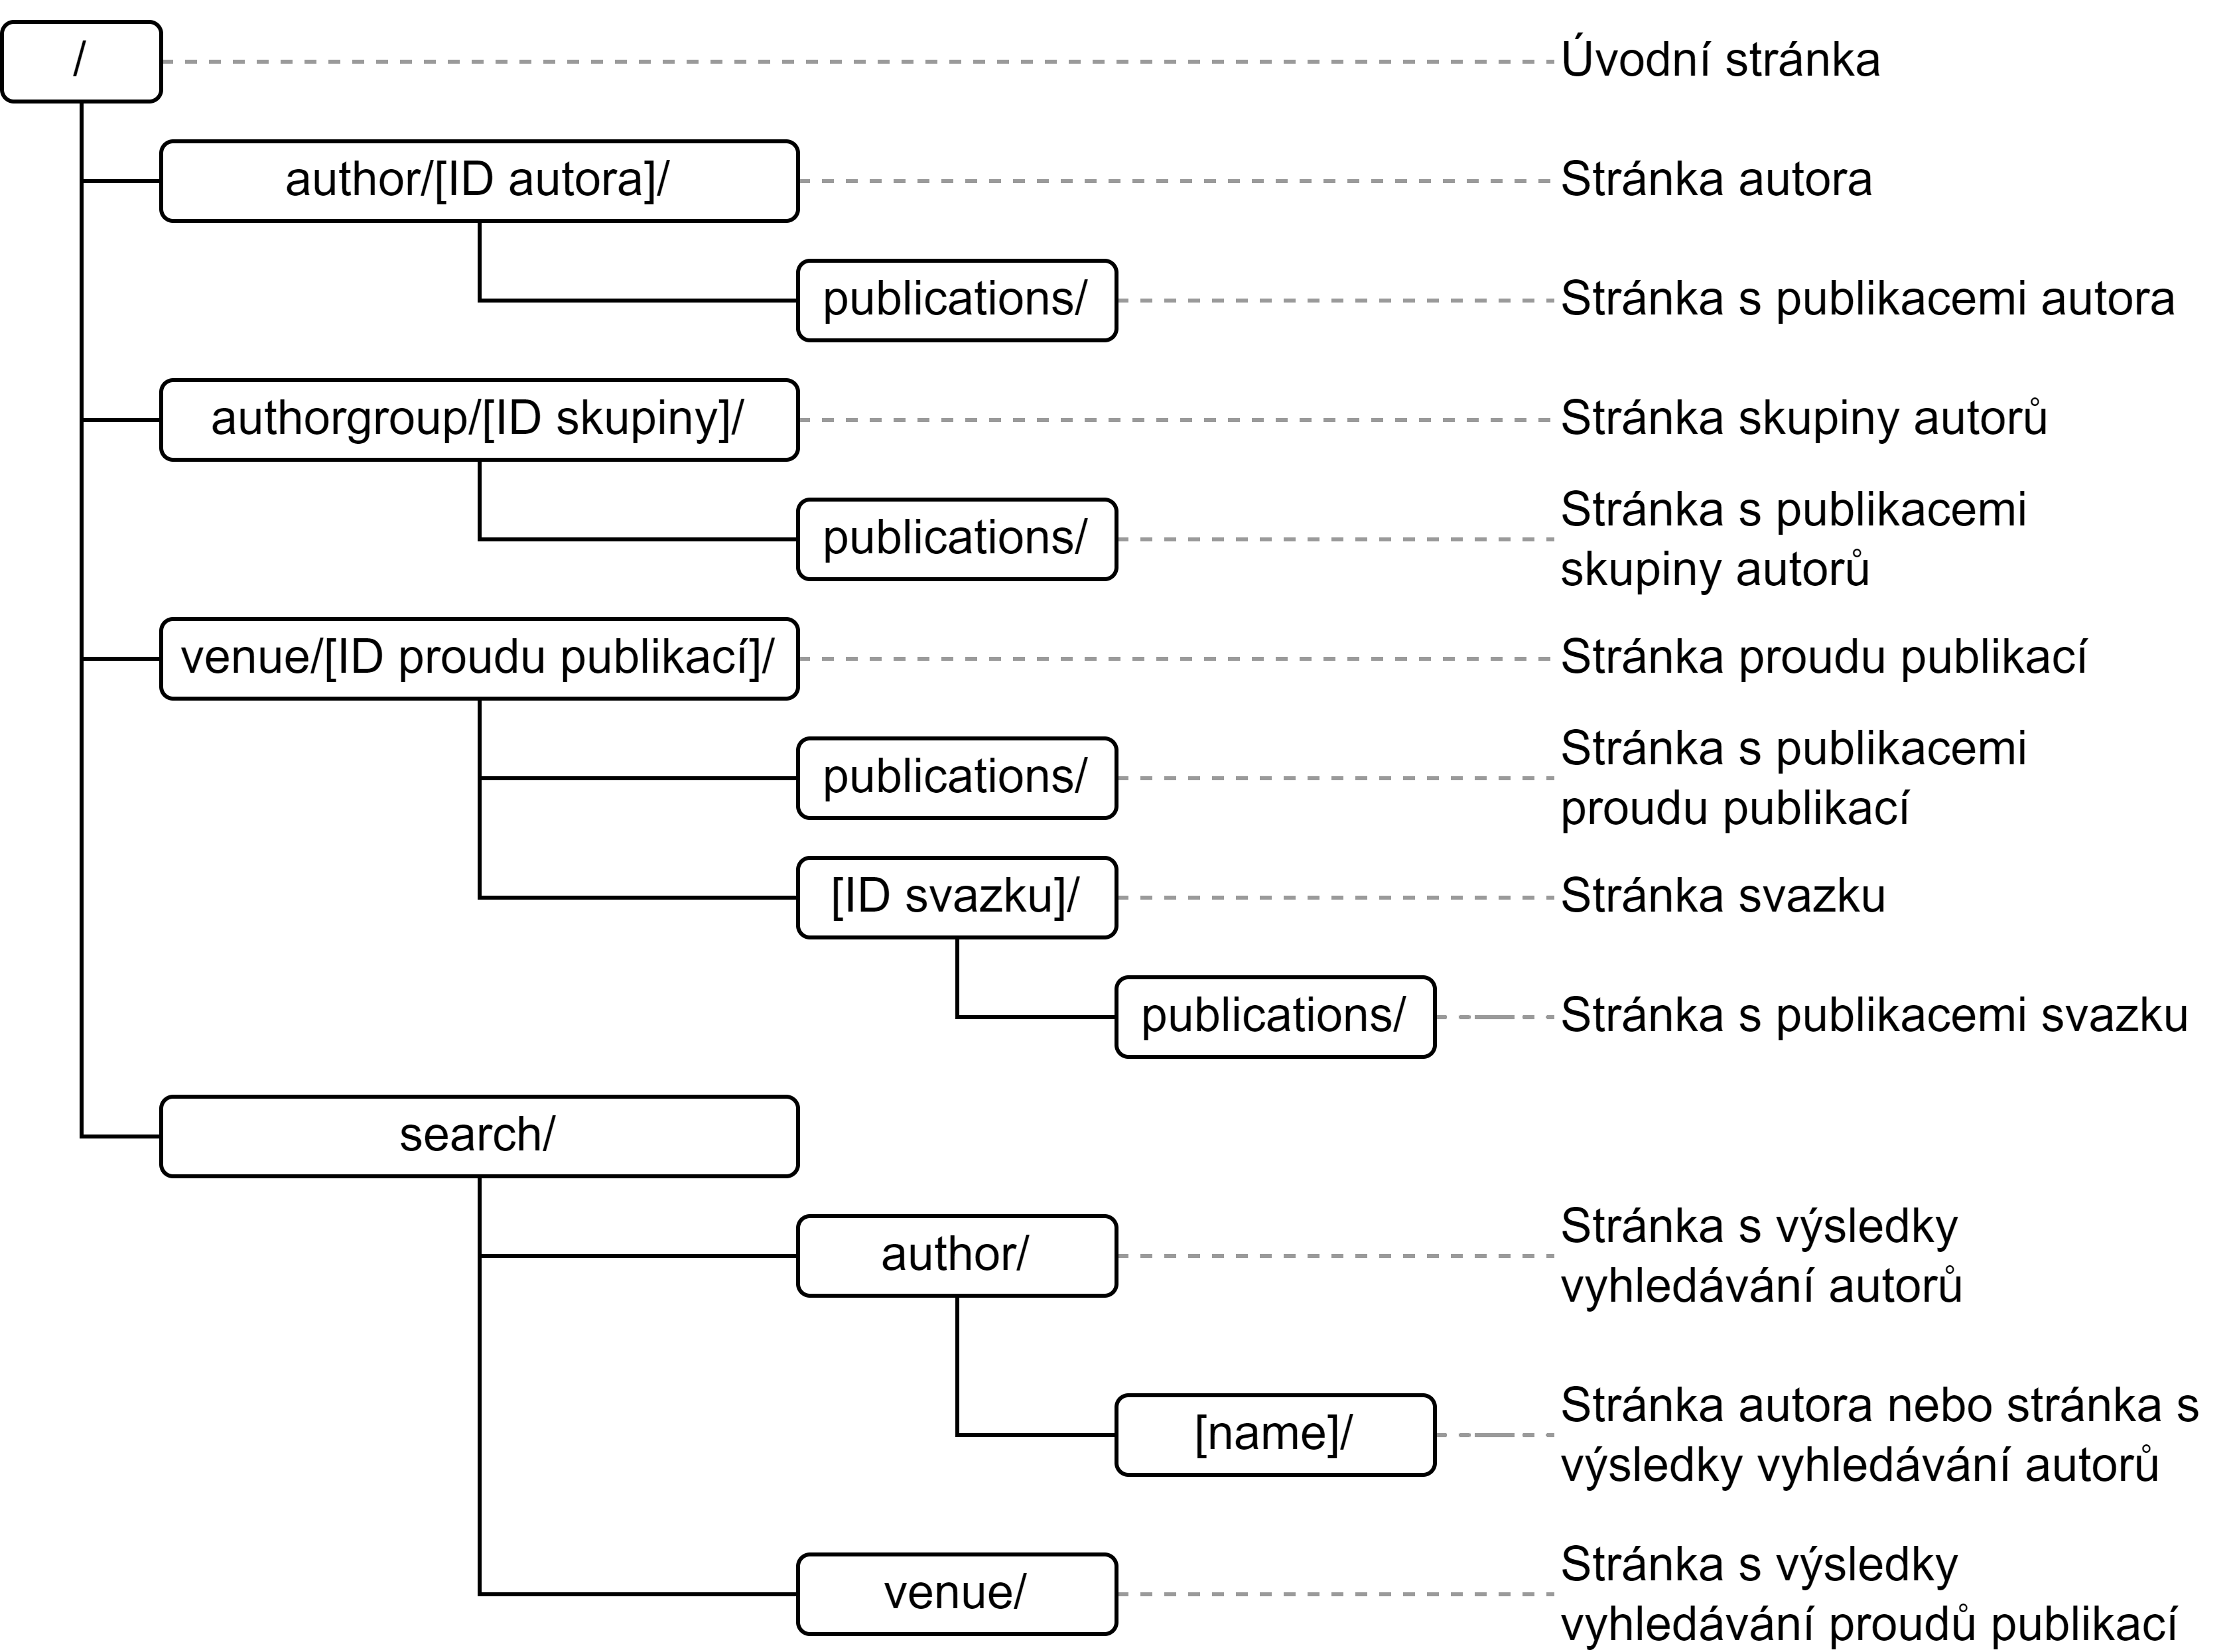 /
Úvodní stránka
author/[ID autora]/
Stránka autora
publications/
Stránka s publikacemi autora
authorgroup/[ID skupiny]/
Stránka skupiny autorů
publications/
Stránka s publikacemi
skupiny autorů
venue/[ID proudu publikací]/
Stránka proudu publikací
publications/
Stránka s publikacemi
proudu publikací
[ID svazku]/
Stránka svazku
publications/
Stránka s publikacemi svazku
search/
author/
Stránka s výsledky
vyhledávání autorů
[name]/
Stránka autora nebo stránka s
výsledky vyhledávání autorů
venue/
Stránka s výsledky
vyhledávání proudů publikací